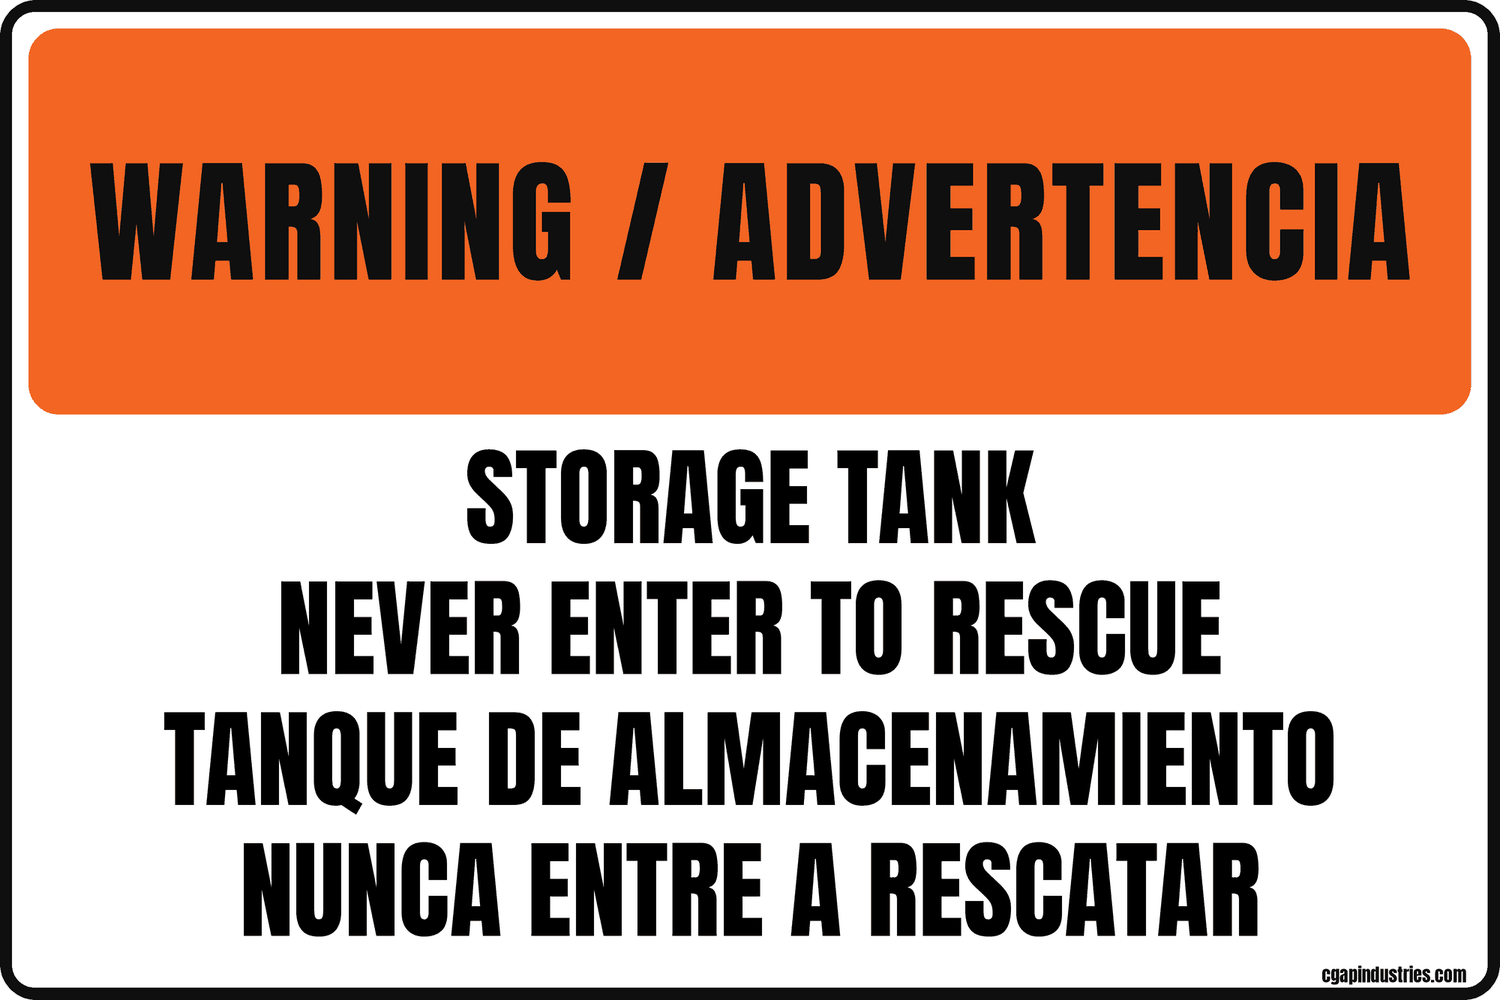 WARNING / ADVERTENCIA
STORAGE TANK
NEVER ENTER TO RESCUE
TANQUE DE ALMACENAMIENTO
NUNCA ENTRE A RESCATAR
cgapindustries.com